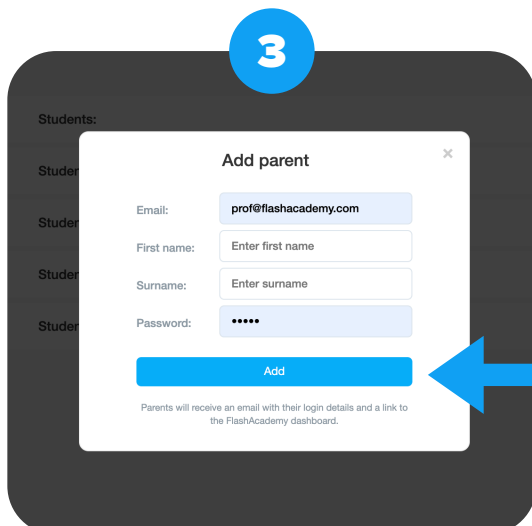 3
Students:
Studen
Studen
Studen
Studen
Add parent
×
Email:
prof@flashacademy.com
First name:
Enter first name
Surname:
Enter surname
Password:
•••••
Add
Parents will receive an email with their login details and a link to
the FlashAcademy dashboard.